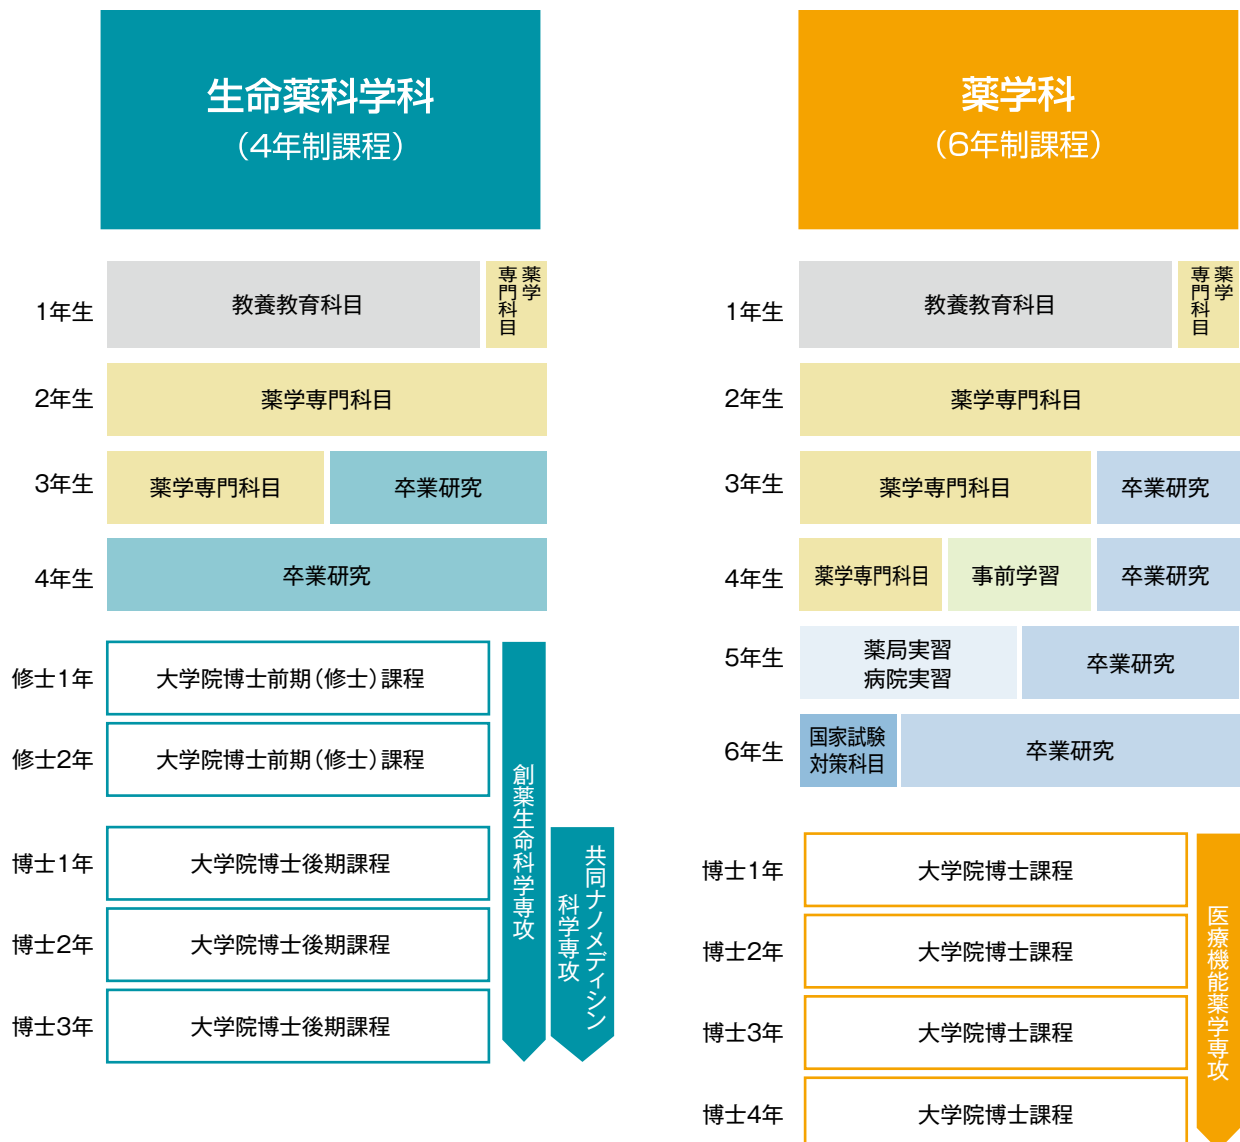 生命薬科学科
（4年制課程）
1年生
教養教育科目
薬学
専門科目
2年生
薬学専門科目
3年生
薬学専門科目
卒業研究
4年生
卒業研究
修士1年
大学院博士前期（修士）課程
修士2年
大学院博士前期（修士）課程
博士1年
大学院博士後期課程
博士2年
大学院博士後期課程
博士3年
大学院博士後期課程
創薬生命科学専攻
共同ナノメディシン
科学専攻
薬学科
（6年制課程）
1年生
教養教育科目
薬学
専門科目
2年生
薬学専門科目
3年生
薬学専門科目
卒業研究
4年生
薬学専門科目
事前学習
卒業研究
5年生
薬局実習
病院実習
卒業研究
6年生
国家試験
対策科目
卒業研究
博士1年
大学院博士課程
博士2年
大学院博士課程
博士3年
大学院博士課程
博士4年
大学院博士課程
医療機能薬学専攻